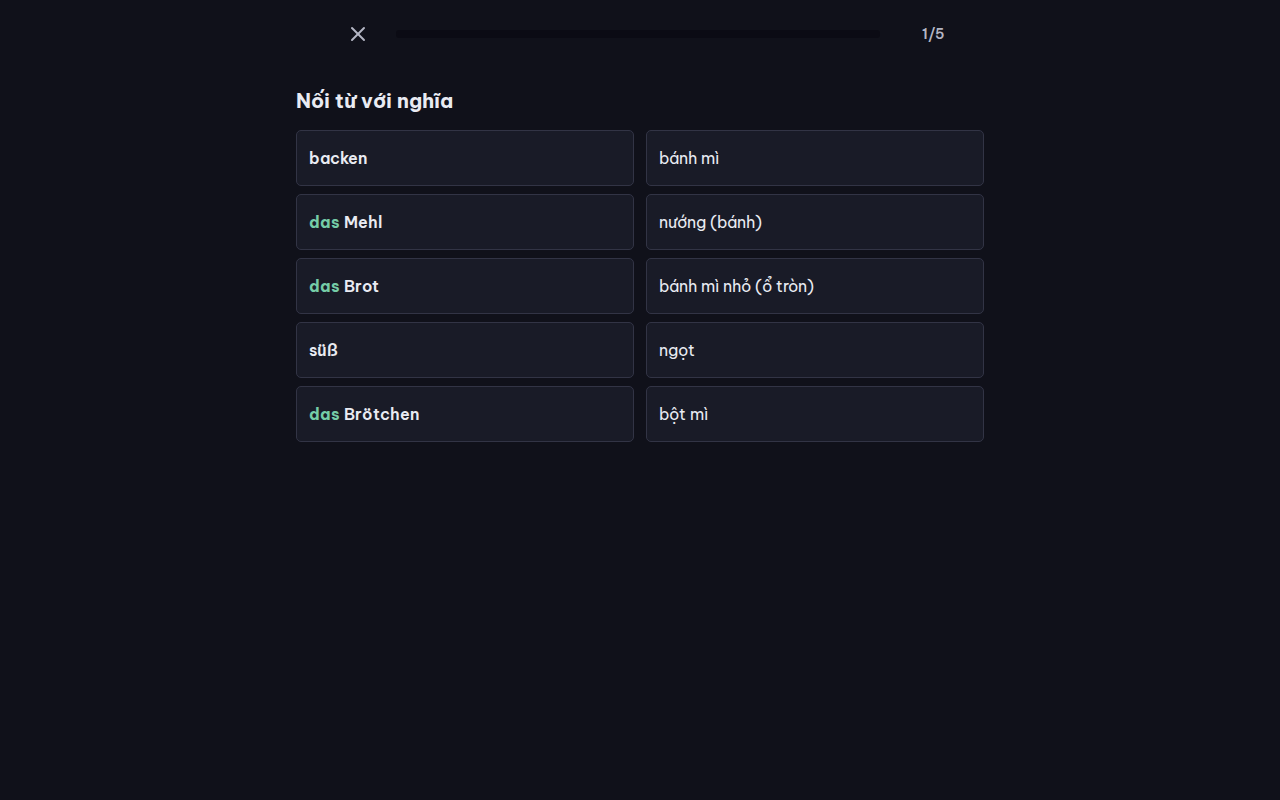 1/5
Nối từ với nghĩa
backen
bánh mì
das Mehl
nướng (bánh)
das Brot
bánh mì nhỏ (ổ tròn)
süß
ngọt
das Brötchen
bột mì